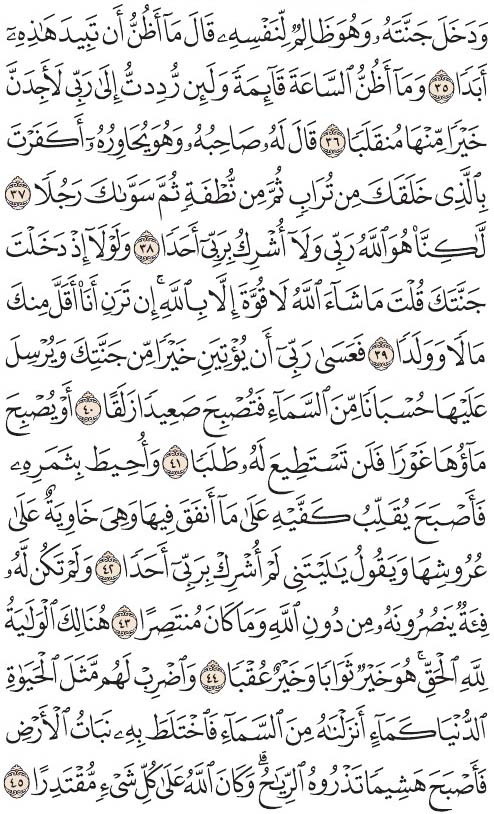 وَدَخَلَ جَنَّتَهُۥ وَهُوَ ظَالِمٞ لِّنَفۡسِهِۦ قَالَ مَآ أَظُنُّ أَن تَبِيدَ هَٰذِهِۦٓ
أَبَدٗا ٣٥ وَمَآ أَظُنُّ ٱلسَّاعَةَ قَآئِمَةٗ وَلَئِن رُّدِدتُّ إِلَىٰ رَبِّي لَأَجِدَنَّ
خَيۡرٗا مِّنۡهَا مُنقَلَبٗا ٣٦ قَالَ لَهُۥ صَاحِبُهُۥ وَهُوَ يُحَاوِرُهُۥٓ أَكَفَرۡتَ
بِٱلَّذِي خَلَقَكَ مِن تُرَابٖ ثُمَّ مِن نُّطۡفَةٖ ثُمَّ سَوَّىٰكَ رَجُلٗا ٣٧
لَّٰكِنَّا۠ هُوَ ٱللَّهُ رَبِّي وَلَآ أُشۡرِكُ بِرَبِّيٓ أَحَدٗا ٣٨ وَلَوۡلَآ إِذۡ دَخَلۡتَ
جَنَّتَكَ قُلۡتَ مَا شَآءَ ٱللَّهُ لَا قُوَّةَ إِلَّا بِٱللَّهِۚ إِن تَرَنِ أَنَا۠ أَقَلَّ مِنكَ
مَالٗا وَوَلَدٗا ٣٩ فَعَسَىٰ رَبِّيٓ أَن يُؤۡتِيَنِ خَيۡرٗا مِّن جَنَّتِكَ وَيُرۡسِلَ
عَلَيۡهَا حُسۡبَانٗا مِّنَ ٱلسَّمَآءِ فَتُصۡبِحَ صَعِيدٗا زَلَقًا ٤٠ أَوۡ يُصۡبِحَ
مَآؤُهَا غَوۡرٗا فَلَن تَسۡتَطِيعَ لَهُۥ طَلَبٗا ٤١ وَأُحِيطَ بِثَمَرِهِۦ
فَأَصۡبَحَ يُقَلِّبُ كَفَّيۡهِ عَلَىٰ مَآ أَنفَقَ فِيهَا وَهِيَ خَاوِيَةٌ عَلَىٰ
عُرُوشِهَا وَيَقُولُ يَٰلَيۡتَنِي لَمۡ أُشۡرِكۡ بِرَبِّيٓ أَحَدٗا ٤٢ وَلَمۡ تَكُن لَّهُۥ
فِئَةٞ يَنصُرُونَهُۥ مِن دُونِ ٱللَّهِ وَمَا كَانَ مُنتَصِرًا ٤٣ هُنَالِكَ ٱلۡوَلَٰيَةُ
لِلَّهِ ٱلۡحَقِّۚ هُوَ خَيۡرٞ ثَوَابٗا وَخَيۡرٌ عُقۡبٗا ٤٤ وَٱضۡرِبۡ لَهُم مَّثَلَ ٱلۡحَيَوٰةِ
ٱلدُّنۡيَا كَمَآءٍ أَنزَلۡنَٰهُ مِنَ ٱلسَّمَآءِ فَٱخۡتَلَطَ بِهِۦ نَبَاتُ ٱلۡأَرۡضِ
فَأَصۡبَحَ هَشِيمٗا تَذۡرُوهُ ٱلرِّيَٰحُۗ وَكَانَ ٱللَّهُ عَلَىٰ كُلِّ شَيۡءٖ مُّقۡتَدِرًا ٤٥